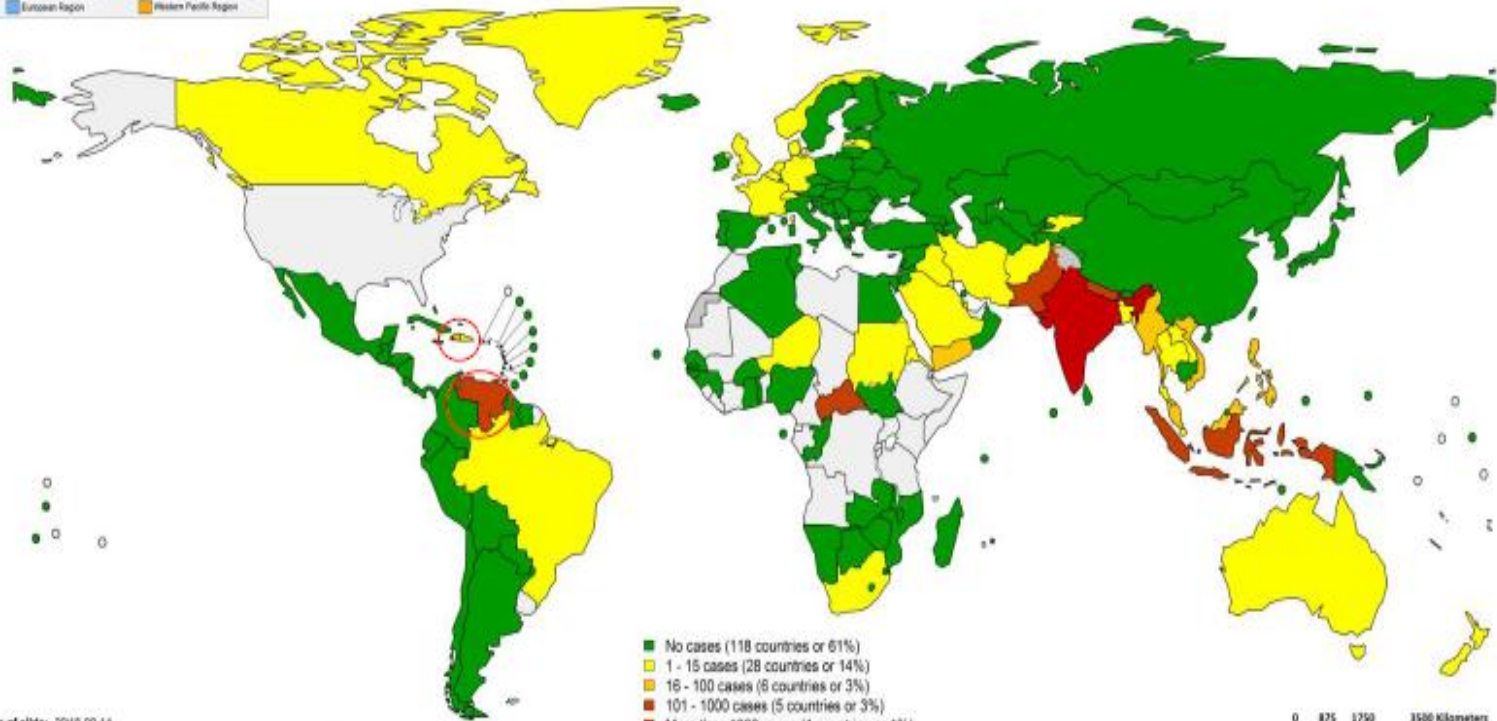 European Region
Western Pacific Region
No cases (118 countries or 61%)
1 - 15 cases (28 countries or 14%)
16 - 100 cases (6 countries or 3%)
101 - 1000 cases (5 countries or 3%)
0 875 1750 3500 Kilometers